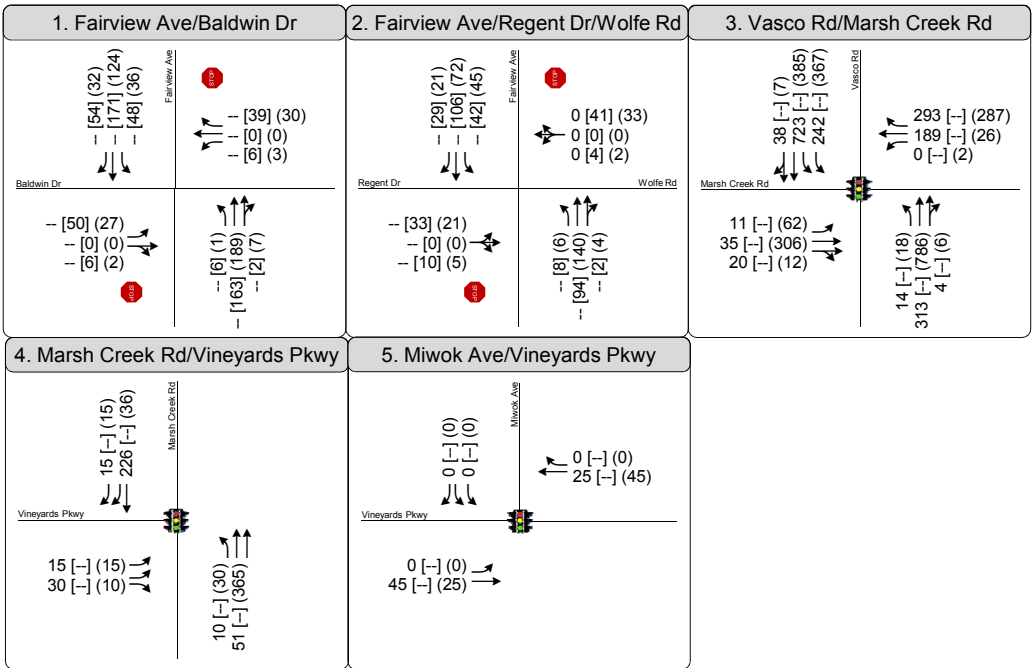 1. Fairview Ave/Baldwin Dr
-- [54] (32)
-- [171] (124)
-- [48] (36)
Fairview Ave
STOP
-- [39] (30)
-- [0] (0)
-- [6] (3)
Baldwin Dr
-- [50] (27)
-- [0] (0)
-- [6] (2)
STOP
-- [6] (1)
-- [163] (189)
-- [2] (7)
2. Fairview Ave/Regent Dr/Wolfe Rd
-- [29] (21)
-- [106] (72)
-- [42] (45)
Fairview Ave
STOP
0 [41] (33)
0 [0] (0)
0 [4] (2)
Regent Dr
Wolfe Rd
-- [33] (21)
-- [0] (0)
-- [10] (5)
STOP
-- [8] (6)
-- [94] (140)
-- [2] (4)
3. Vasco Rd/Marsh Creek Rd
38 [--] (7)
723 [--] (385)
242 [--] (367)
Vasco Rd
293 [--] (287)
189 [--] (26)
0 [--] (2)
Marsh Creek Rd
11 [--] (62)
35 [--] (306)
20 [--] (12)
14 [--] (18)
313 [--] (786)
4 [--] (6)
4. Marsh Creek Rd/Vineyards Pkwy
15 [--] (15)
226 [--] (36)
Marsh Creek Rd
Vineyards Pkwy
15 [--] (15)
30 [--] (10)
10 [--] (30)
51 [--] (365)
5. Miwok Ave/Vineyards Pkwy
0 [--] (0)
0 [--] (0)
Miwok Ave
0 [--] (0)
25 [--] (45)
Vineyards Pkwy
0 [--] (0)
45 [--] (25)